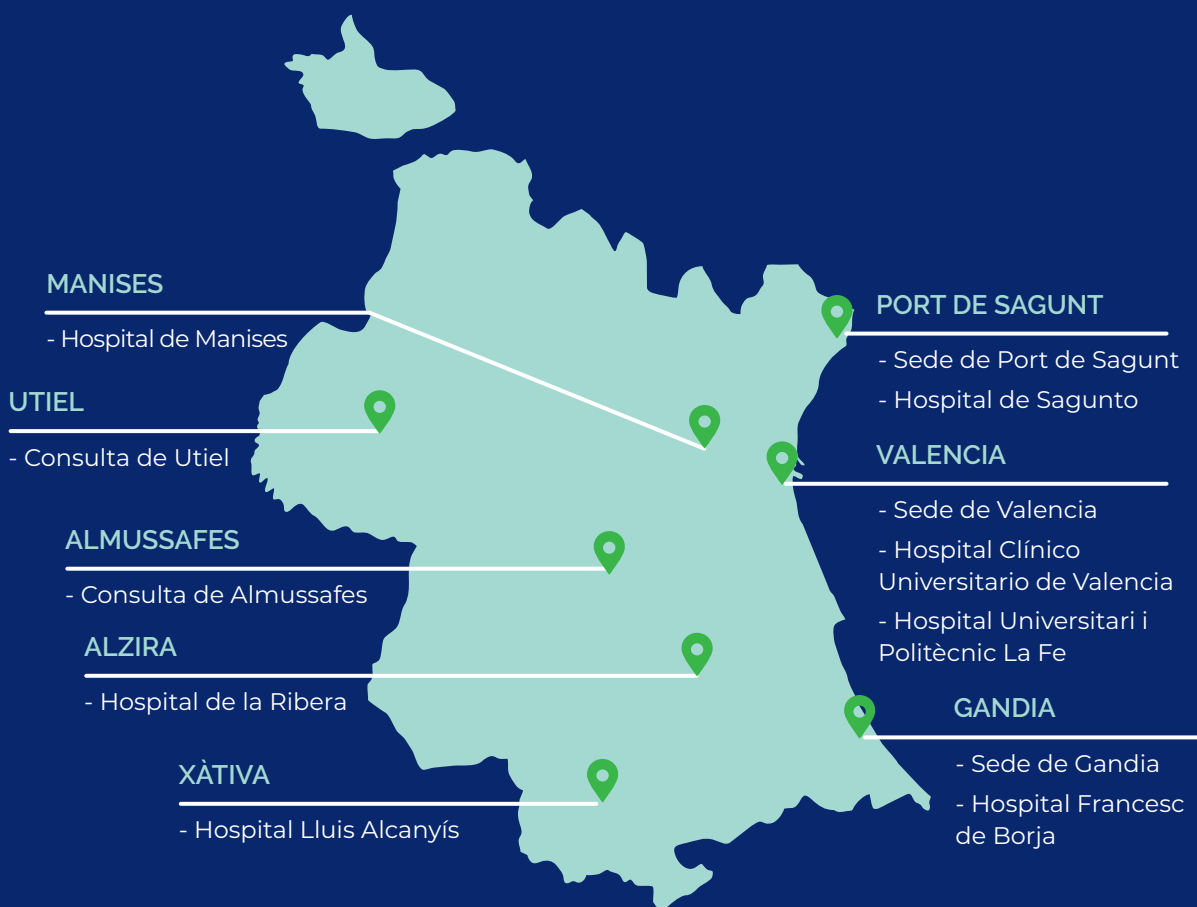 MANISES
- Hospital de Manises
UTIEL
- Consulta de Utiel
ALMUSSAFES
- Consulta de Almussafes
ALZIRA
- Hospital de la Ribera
XÀTIVA
- Hospital Lluis Alcanyís
PORT DE SAGUNT
- Sede de Port de Sagunt
- Hospital de Sagunto
VALENCIA
- Sede de Valencia
- Hospital Clínico
Universitario de Valencia
- Hospital Universitari i
Politècnic La Fe
GANDIA
- Sede de Gandia
- Hospital Francesc
de Borja